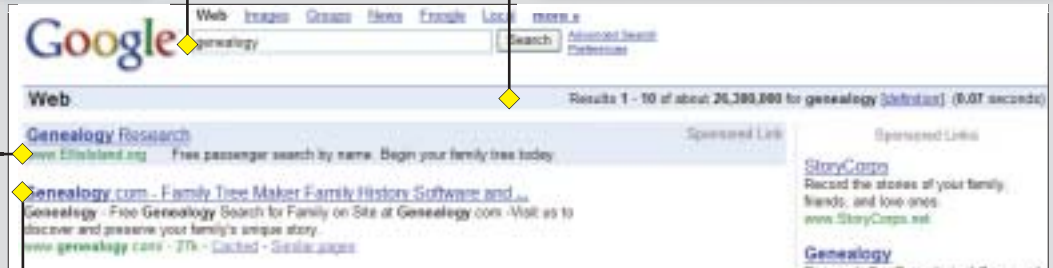 Web Images Groups News Froogle Local more »
Google
genealogy
Search
Advanced Search
Preferences
Web
Results 1 - 10 of about 26,300,000 for genealogy [definition]. (0.07 seconds)
Genealogy Research
Sponsored Link
www.EllisIsland.org Free passenger search by name. Begin your family tree today.
Genealogy.com - Family Tree Maker Family History Software and ...
Genealogy - Free Genealogy Search for Family on Site at Genealogy.com -Visit us to
discover and preserve your family's unique story.
www.genealogy.com/ - 27k - Cached - Similar pages
Sponsored Links
StoryCorps
Record the stories of your family,
friends, and love ones.
www.StoryCorps.net
Genealogy